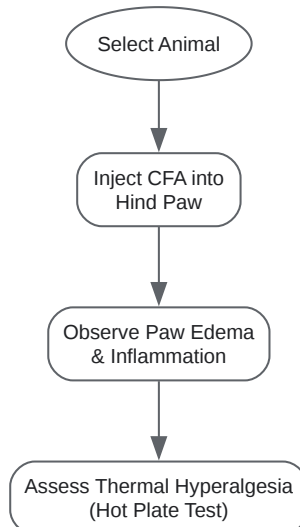 Select Animal
Inject CFA into
Hind Paw
Observe Paw Edema
& Inflammation
Assess Thermal Hyperalgesia
(Hot Plate Test)